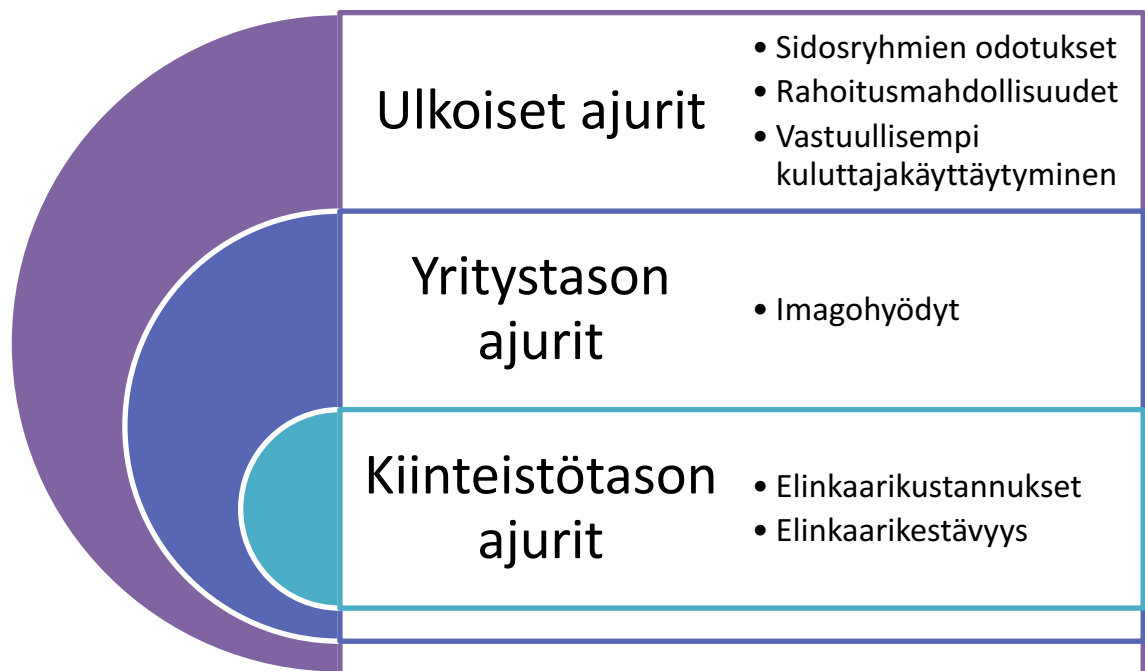 Ulkoiset ajurit
• Sidosryhmien odotukset
• Rahoitusmahdollisuudet
• Vastuullisempi
kuluttajakäyttäytyminen
Yritystason
ajurit
• Imagohyödyt
Kiinteistötason
ajurit
• Elinkaarikustannukset
• Elinkaarikestävyys